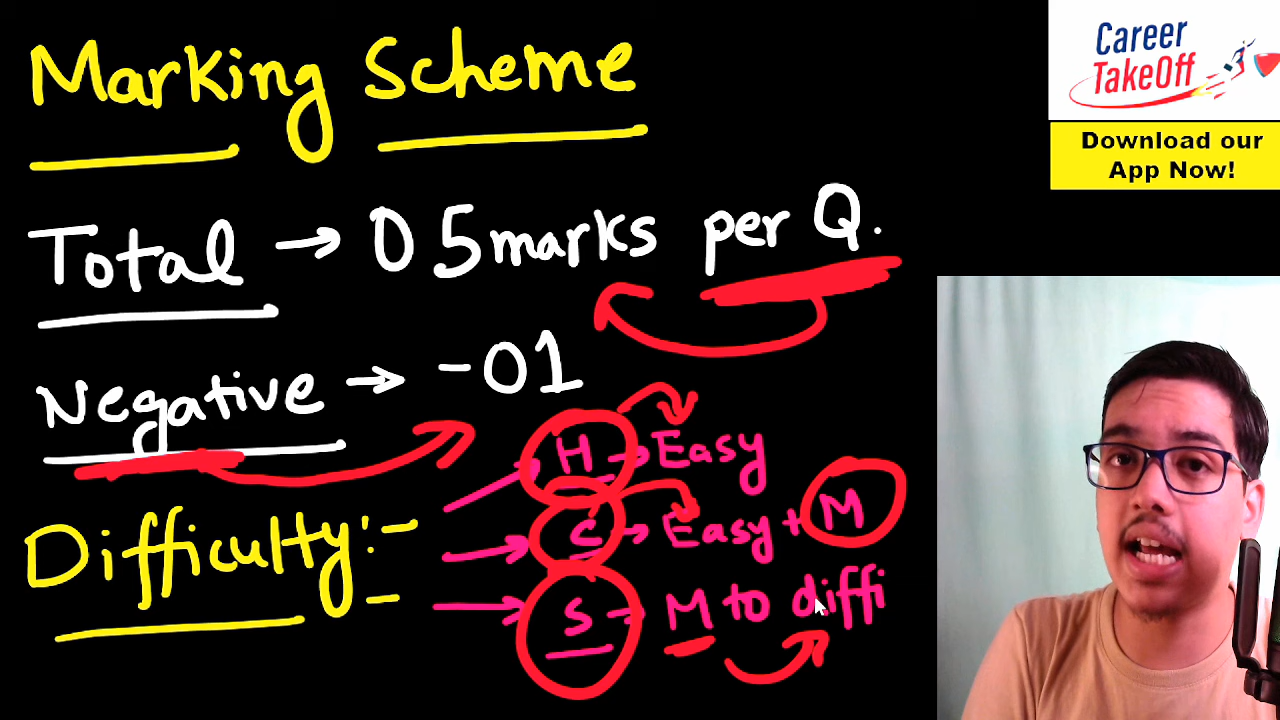 Marking Scheme
Total → 05 marks per Q.
Negative → -01
Difficulty:-
H → Easy
C → Easy + M
S → M to diffi
Career
TakeOff
Download our
App Now!